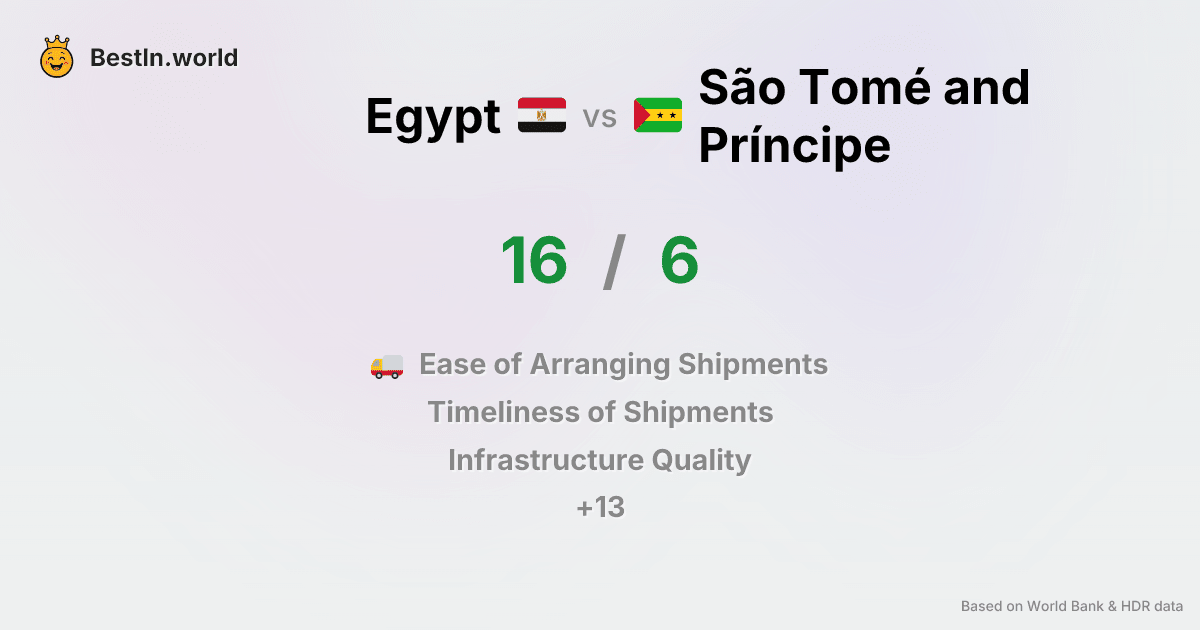 BestIn.world
Egypt vs São Tomé and
Príncipe
16 / 6
Ease of Arranging Shipments
Timeliness of Shipments
Infrastructure Quality
+13
Based on World Bank & HDR data